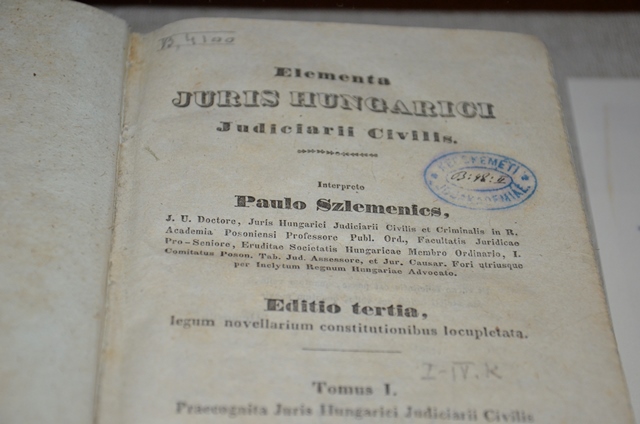 B, 4100
Elementa
JURIS HUNGARICI
Judiciarii Civilis.
Interprete
Paulo Szlemenics,
J. U. Doctore, Juris Hungarici Judiciarii Civilis et Criminalis in R.
Academia Posoniensi Professore Publ. Ord., Facultatis Juridicae
Pro-Seniore, Eruditae Societatis Hungaricae Membro Ordinario, I.
Comitatus Poson. Tab. Jud. Assessore, et Jur. Causar. Fori utriusque
per Inclytum Regnum Hungariae Advocato.
KECSKEMÉTI
JOGAKADÉMIAE
Editio tertia,
legum novellarium constitutionibus locupletata.
I-IV. k
Tomus I.
Praecognita Juris Hungarici Judiciarii Civilis